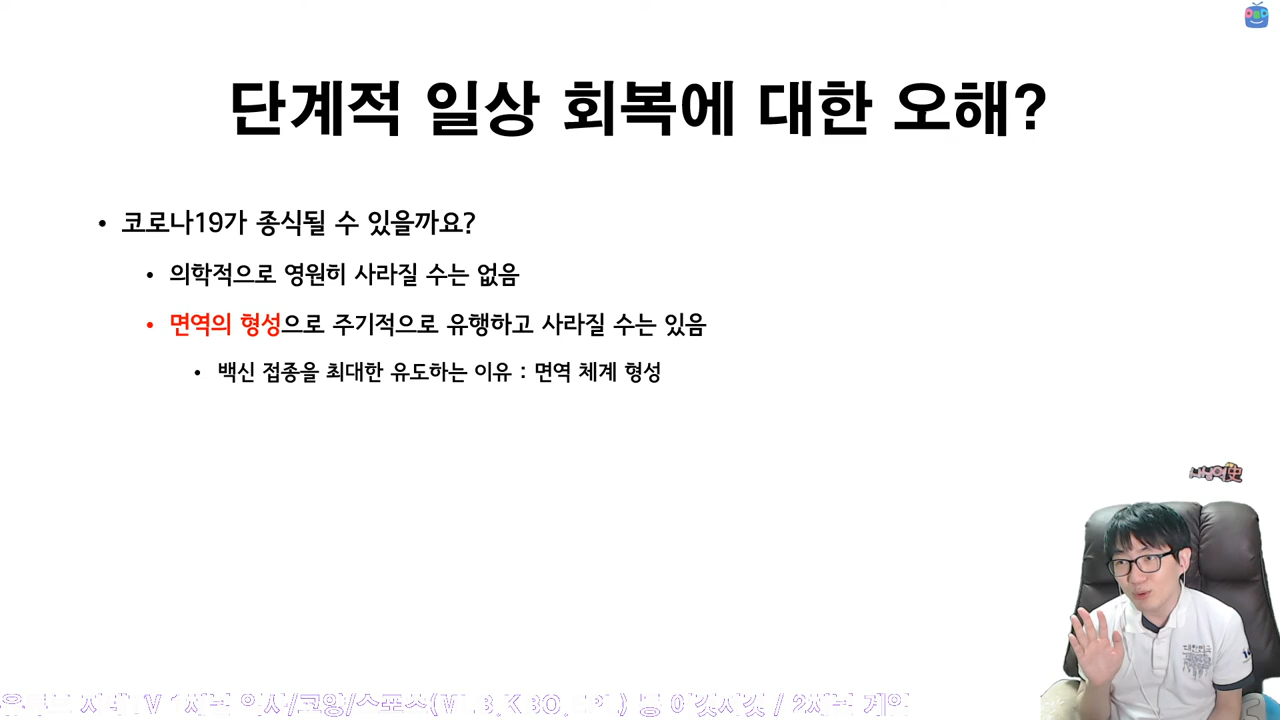 단계적 일상 회복에 대한 오해?
• 코로나19가 종식될 수 있을까요?
• 의학적으로 영원히 사라질 수는 없음
• 면역의 형성으로 주기적으로 유행하고 사라질 수는 있음
• 백신 접종을 최대한 유도하는 이유 : 면역 체계 형성
대한민국